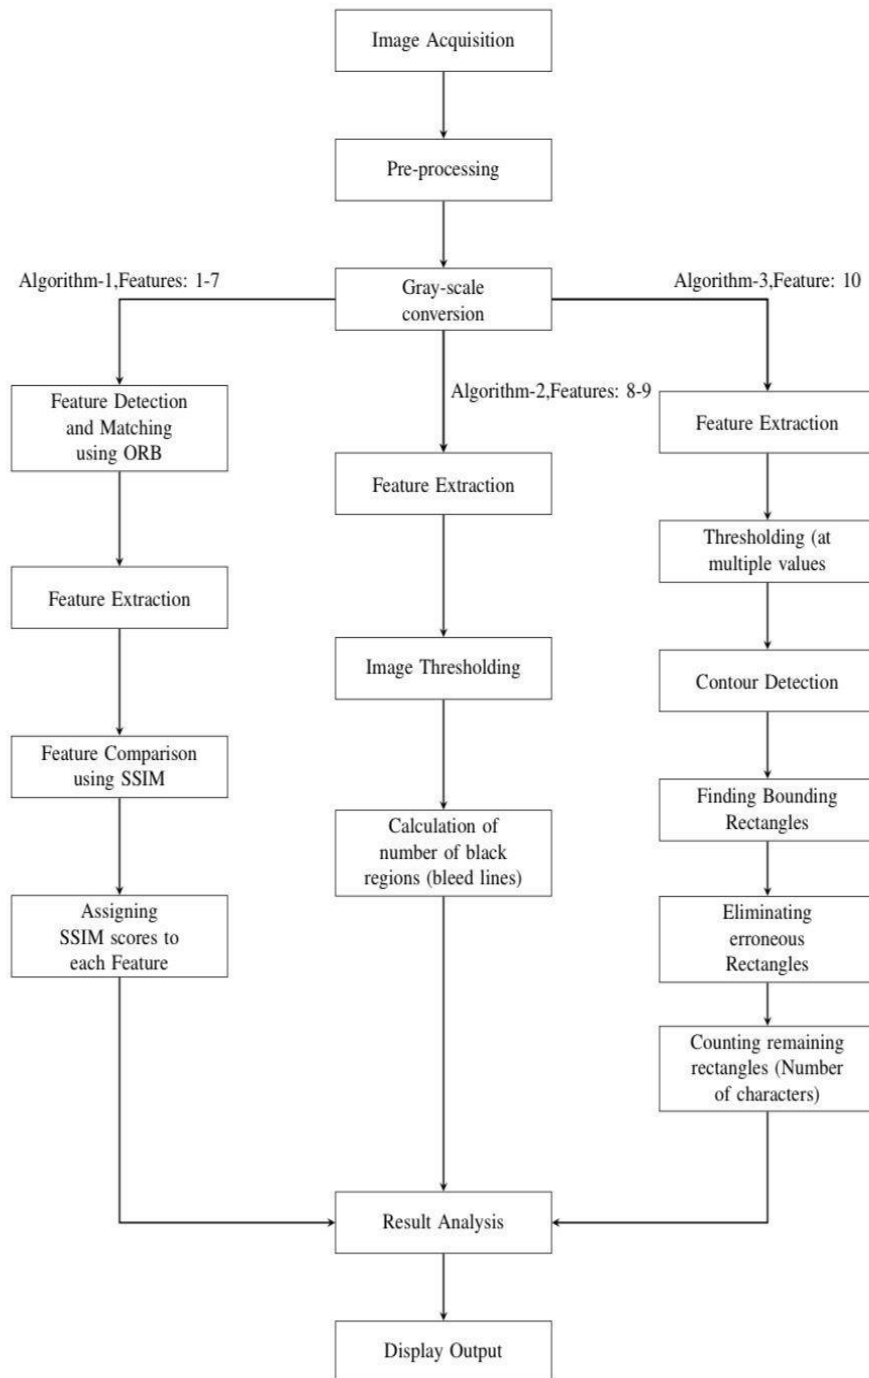 Image Acquisition
Pre-processing
Gray-scale
conversion
Algorithm-1,Features: 1-7
Feature Detection
and Matching
using ORB
Feature Extraction
Feature Comparison
using SSIM
Assigning
SSIM scores to
each Feature
Algorithm-2,Features: 8-9
Feature Extraction
Image Thresholding
Calculation of
number of black
regions (bleed lines)
Algorithm-3,Feature: 10
Feature Extraction
Thresholding (at
multiple values
Contour Detection
Finding Bounding
Rectangles
Eliminating
erroneous
Rectangles
Counting remaining
rectangles (Number
of characters)
Result Analysis
Display Output